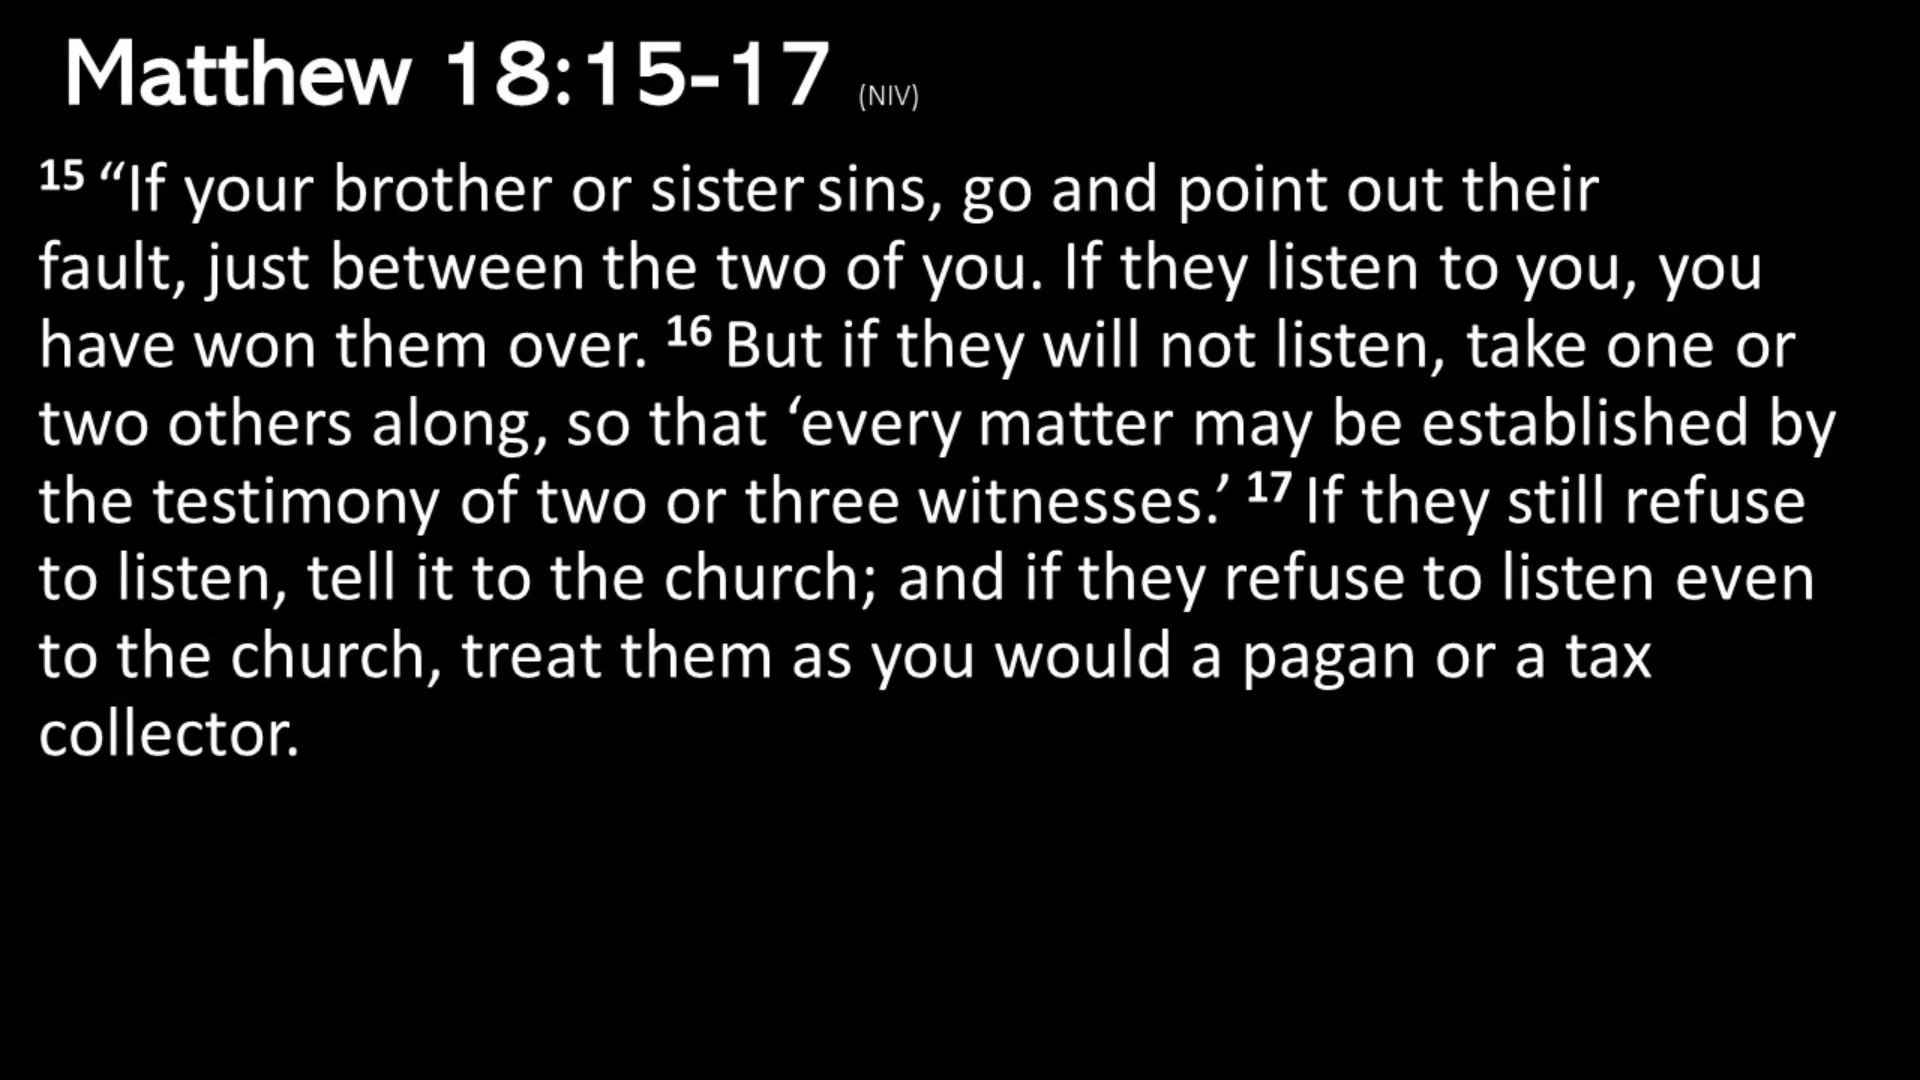 Matthew 18:15-17 (NIV)
15 “If your brother or sister sins, go and point out their
fault, just between the two of you. If they listen to you, you
have won them over. 16 But if they will not listen, take one or
two others along, so that ‘every matter may be established by
the testimony of two or three witnesses.’ 17 If they still refuse
to listen, tell it to the church; and if they refuse to listen even
to the church, treat them as you would a pagan or a tax
collector.